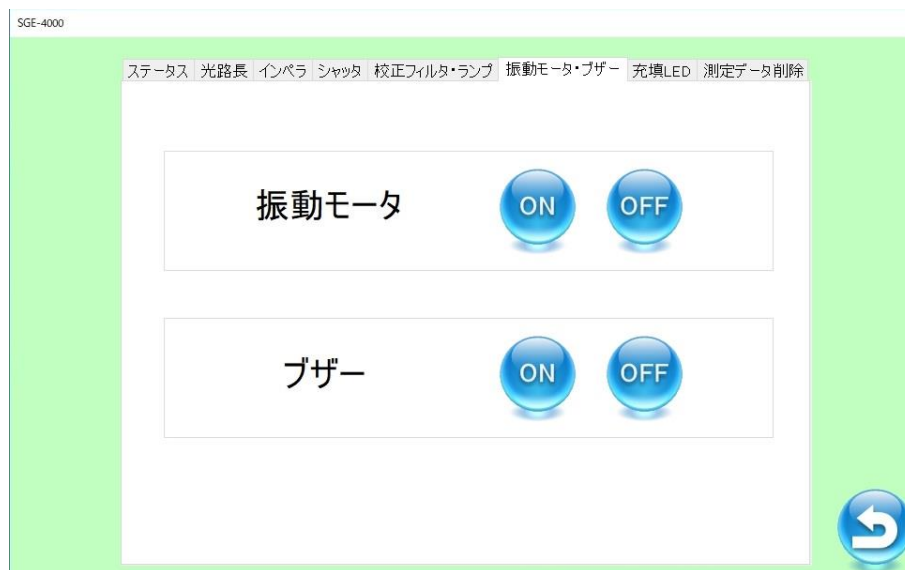 SGE-4000
ステータス 光路長 インペラ シャッタ 校正フィルタ・ランプ 振動モータ・ブザー 充填LED 測定データ削除
振動モータ ON OFF
ブザー ON OFF